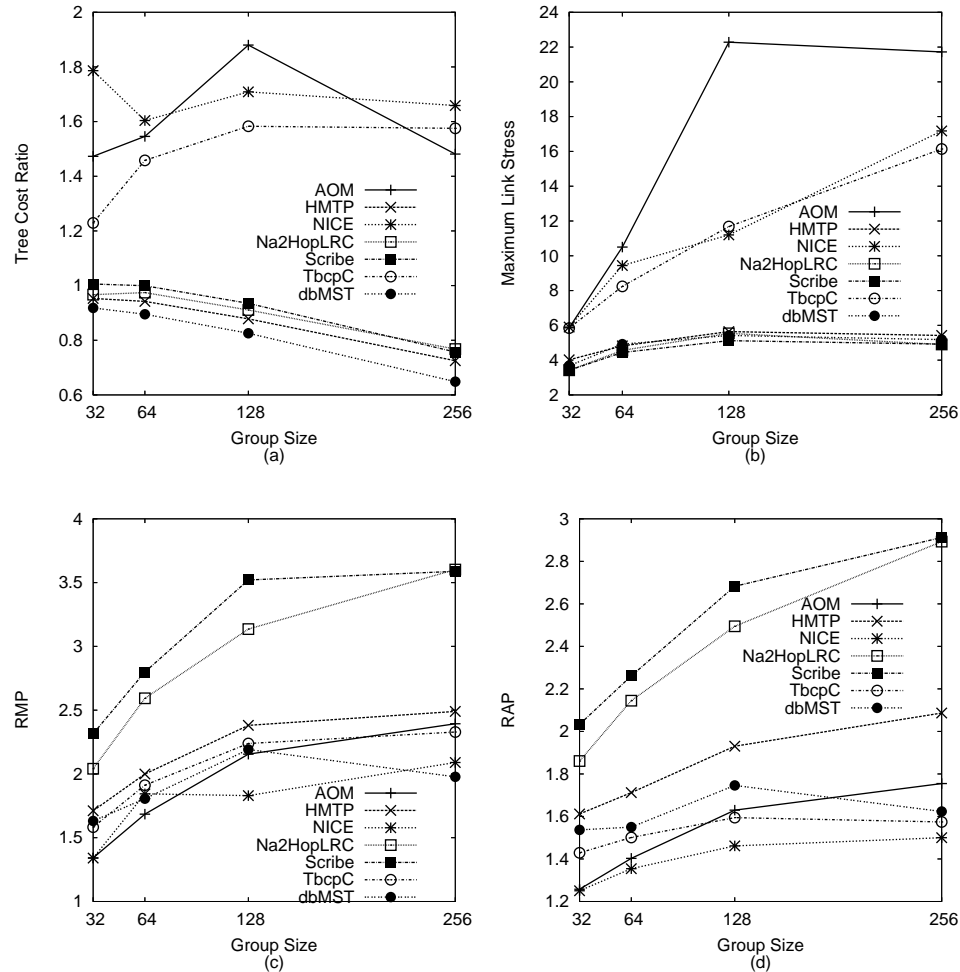 2
1.8
1.6
1.4
1.2
1
0.8
0.6
Tree Cost Ratio
AOM
HMTP
NICE
Na2HopLRC
Scribe
TbcpC
dbMST
32 64 128 256
Group Size
(a)
24
22
20
18
16
14
12
10
8
6
4
2
Maximum Link Stress
AOM
HMTP
NICE
Na2HopLRC
Scribe
TbcpC
dbMST
32 64 128 256
Group Size
(b)
4
3.5
3
2.5
2
1.5
1
RMP
AOM
HMTP
NICE
Na2HopLRC
Scribe
TbcpC
dbMST
32 64 128 256
Group Size
(c)
3
2.8
2.6
2.4
2.2
2
1.8
1.6
1.4
1.2
RAP
AOM
HMTP
NICE
Na2HopLRC
Scribe
TbcpC
dbMST
32 64 128 256
Group Size
(d)